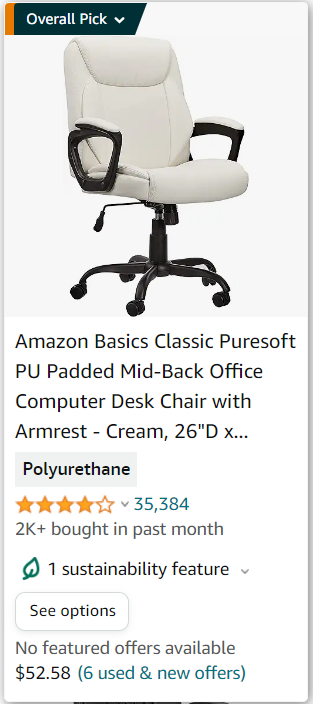 Overall Pick
Amazon Basics Classic Puresoft
PU Padded Mid-Back Office
Computer Desk Chair with
Armrest - Cream, 26"D x...
Polyurethane
35,384
2K+ bought in past month
1 sustainability feature
See options
No featured offers available
$52.58 (6 used & new offers)